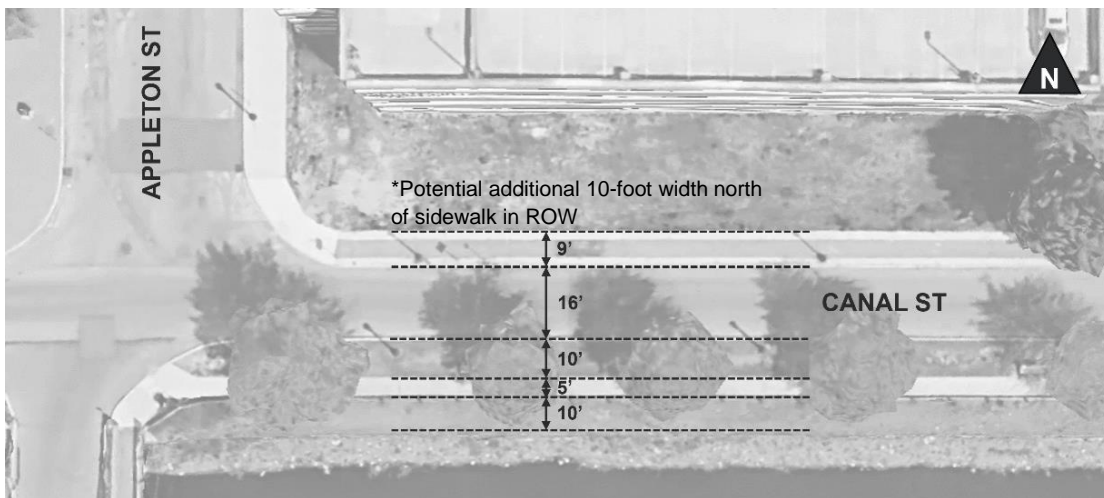 APPLETON ST
N
*Potential additional 10-foot width north
of sidewalk in ROW
9’
16’
CANAL ST
10’
5’
10’